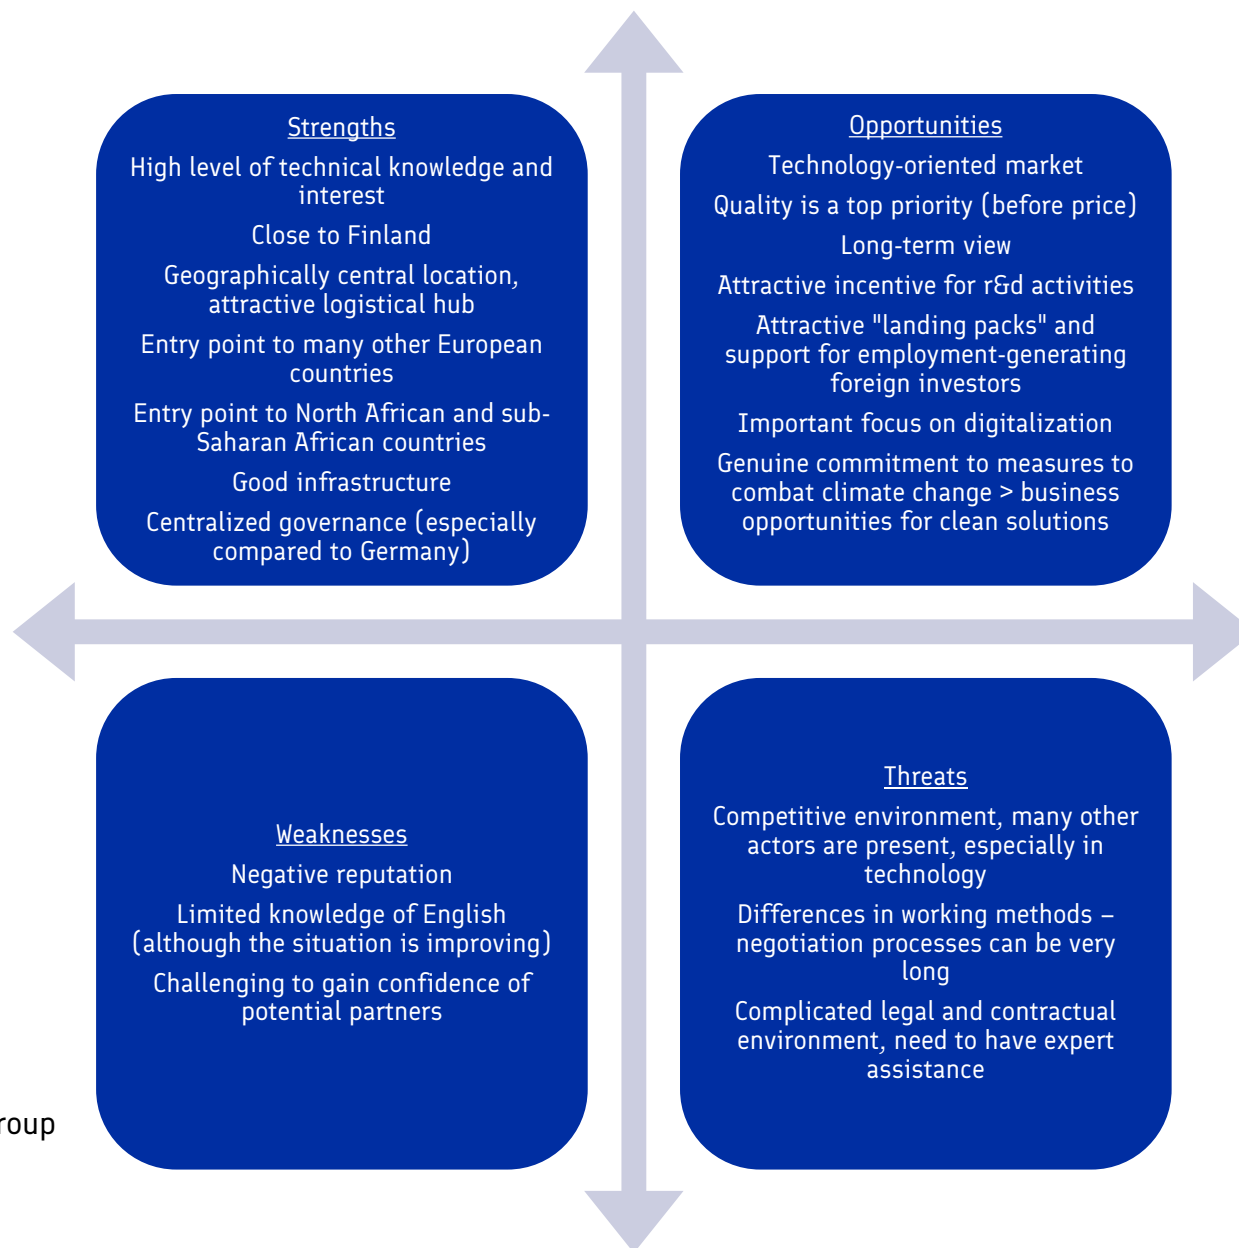 Strengths
High level of technical knowledge and
interest
Close to Finland
Geographically central location,
attractive logistical hub
Entry point to many other European
countries
Entry point to North African and sub-
Saharan African countries
Good infrastructure
Centralized governance (especially
compared to Germany)
Opportunities
Technology-oriented market
Quality is a top priority (before price)
Long-term view
Attractive incentive for r&d activities
Attractive "landing packs" and
support for employment-generating
foreign investors
Important focus on digitalization
Genuine commitment to measures to
combat climate change > business
opportunities for clean solutions
Weaknesses
Negative reputation
Limited knowledge of English
(although the situation is improving)
Challenging to gain confidence of
potential partners
Threats
Competitive environment, many other
actors are present, especially in
technology
Differences in working methods –
negotiation processes can be very
long
Complicated legal and contractual
environment, need to have expert
assistance
roup